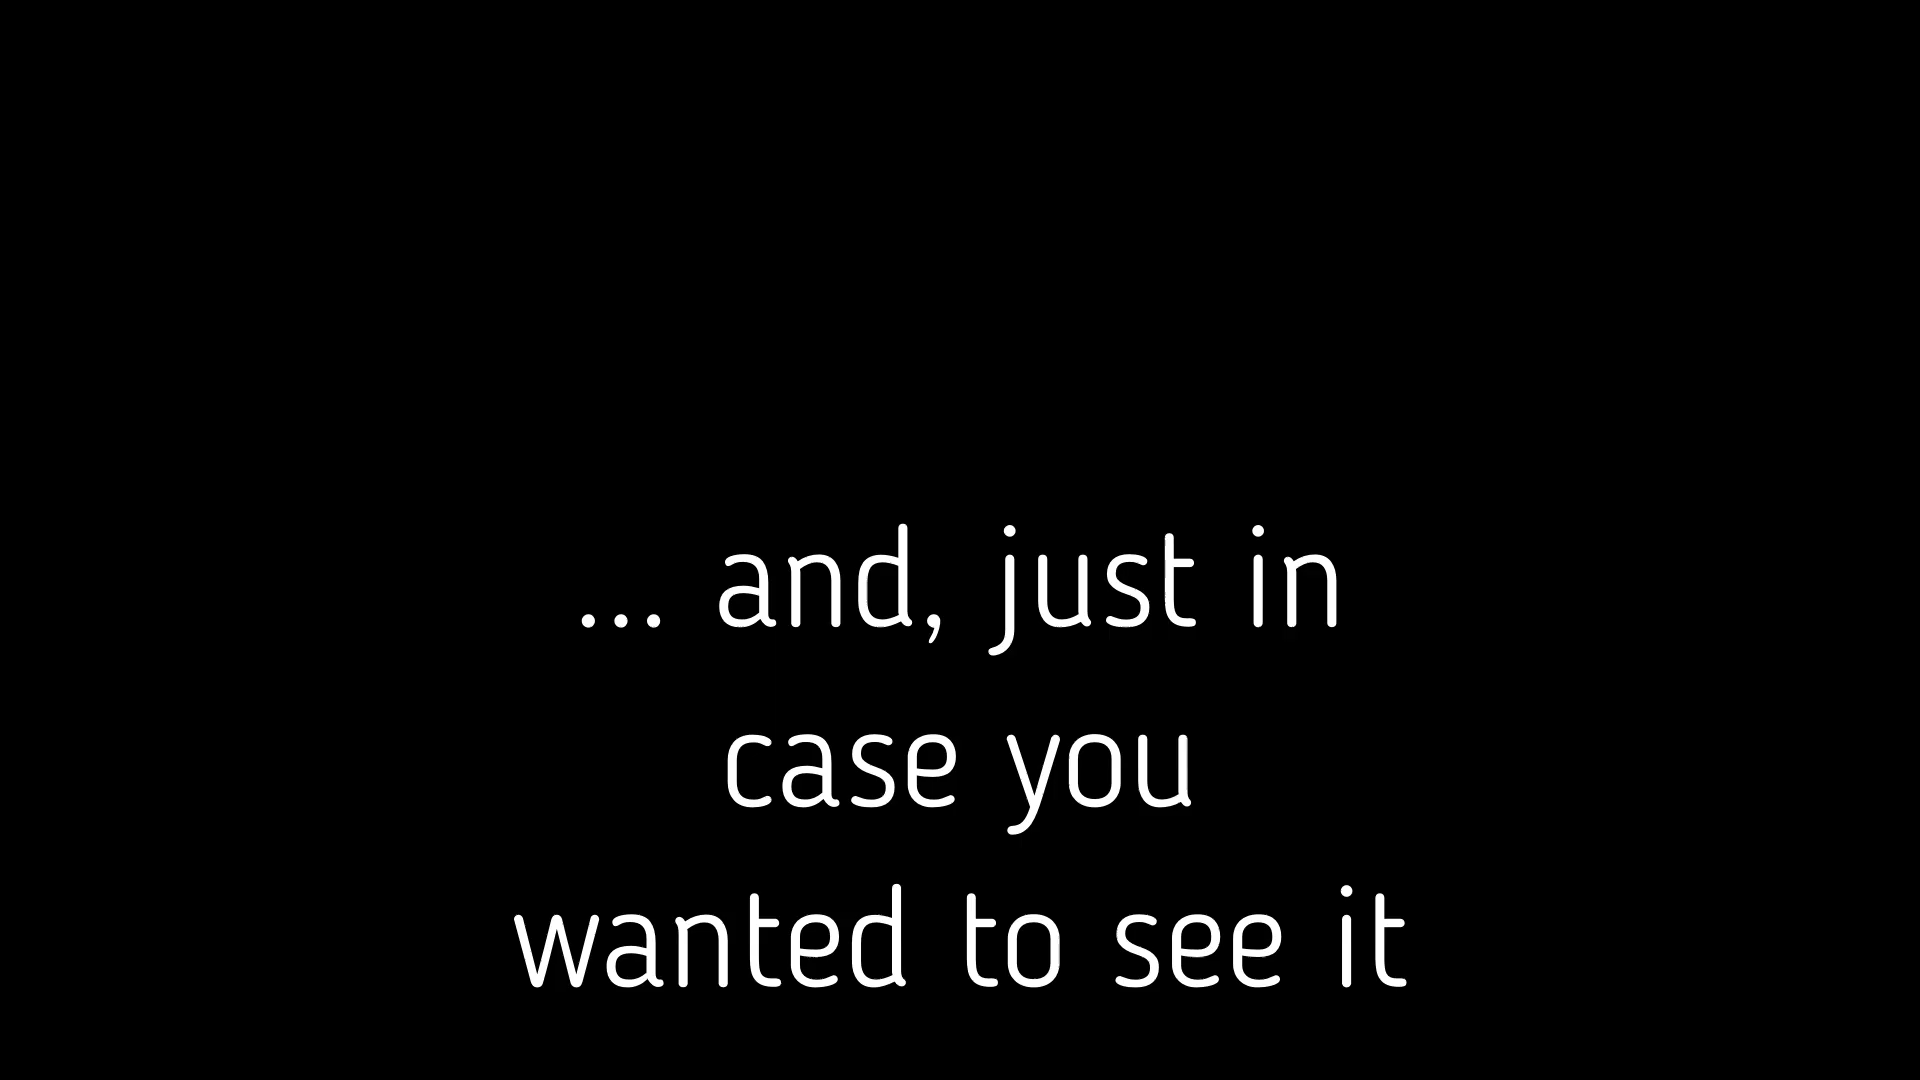 ... and, just in
case you
wanted to see it